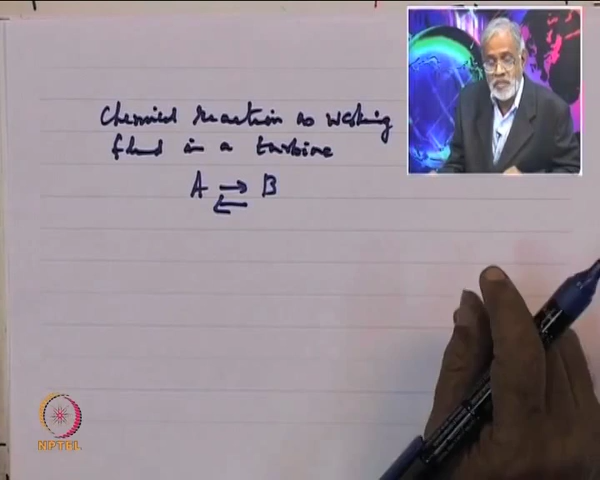 Chemical reaction as working
fluid in a turbine
A ⇌ B
NPTEL